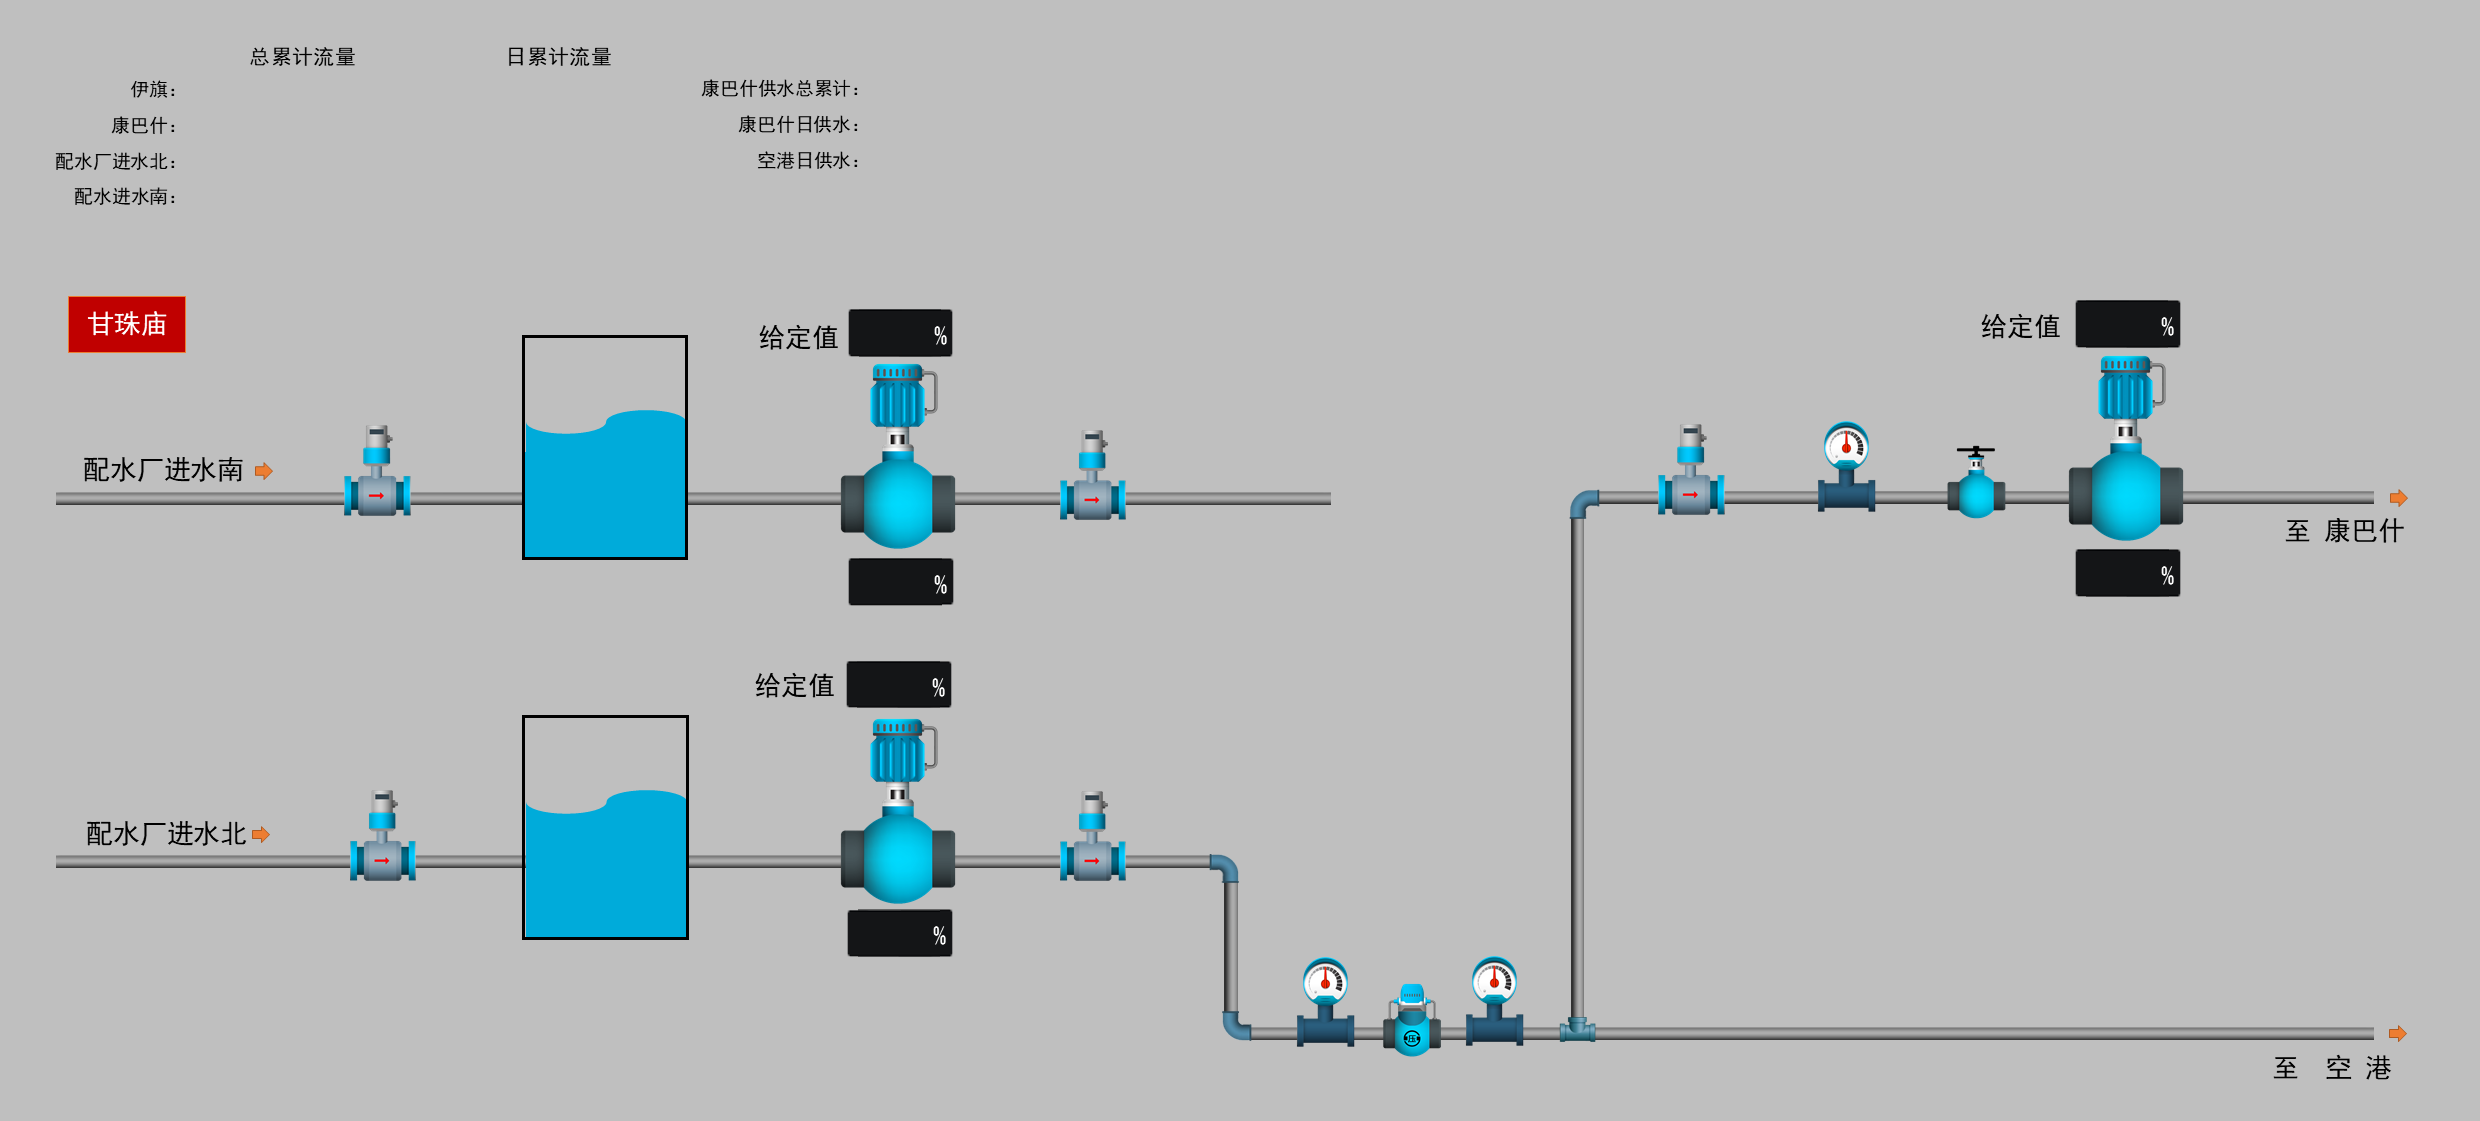 总累计流量 日累计流量
伊旗： 康巴什供水总累计：
康巴什： 康巴什日供水：
配水厂进水北： 空港日供水：
配水进水南：
甘珠庙
给定值 %
给定值 %
配水厂进水南
至 康巴什
%
%
给定值 %
配水厂进水北
%
至 空 港